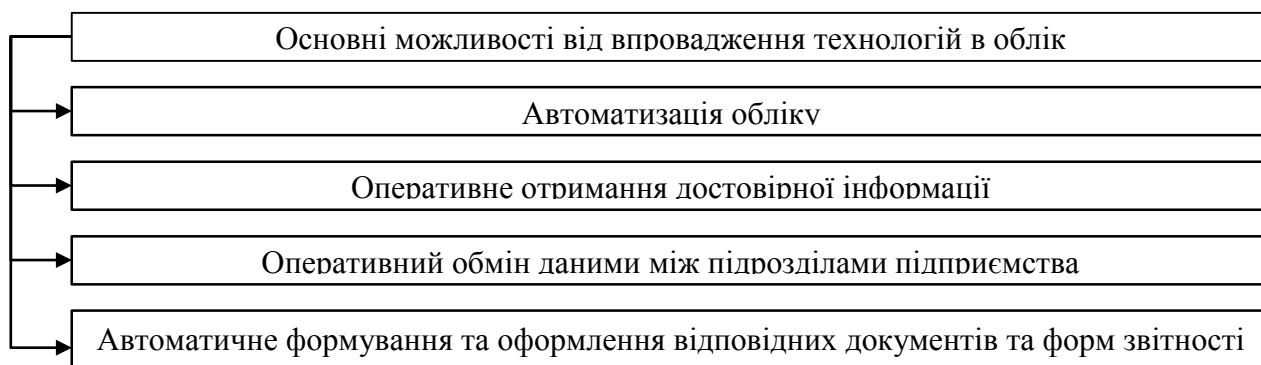 Основні можливості від впровадження технологій в облік
Автоматизація обліку
Оперативне отримання достовірної інформації
Оперативний обмін даними між підрозділами підприємства
Автоматичне формування та оформлення відповідних документів та форм звітності